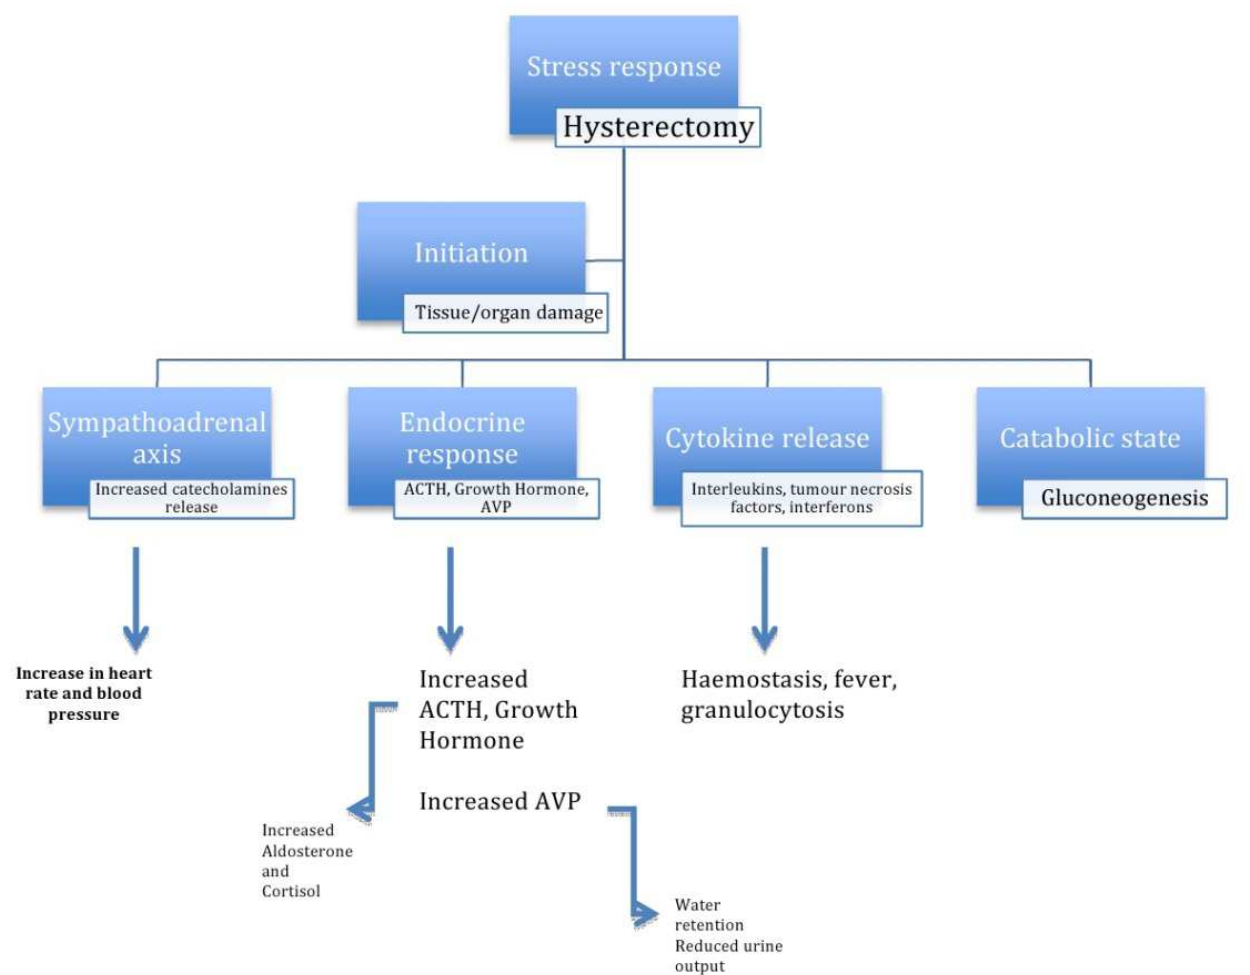 Stress response
Hysterectomy
Initiation
Tissue/organ damage
Sympathoadrenal
axis
Increased catecholamines
release
Endocrine
response
ACTH, Growth Hormone,
AVP
Cytokine release
Interleukins, tumour necrosis
factors, interferons
Catabolic state
Gluconeogenesis
Increase in heart
rate and blood
pressure
Increased
ACTH, Growth
Hormone
Increased AVP
Haemostasis, fever,
granulocytosis
Increased
Aldosterone
and
Cortisol
Water
retention
Reduced urine
output